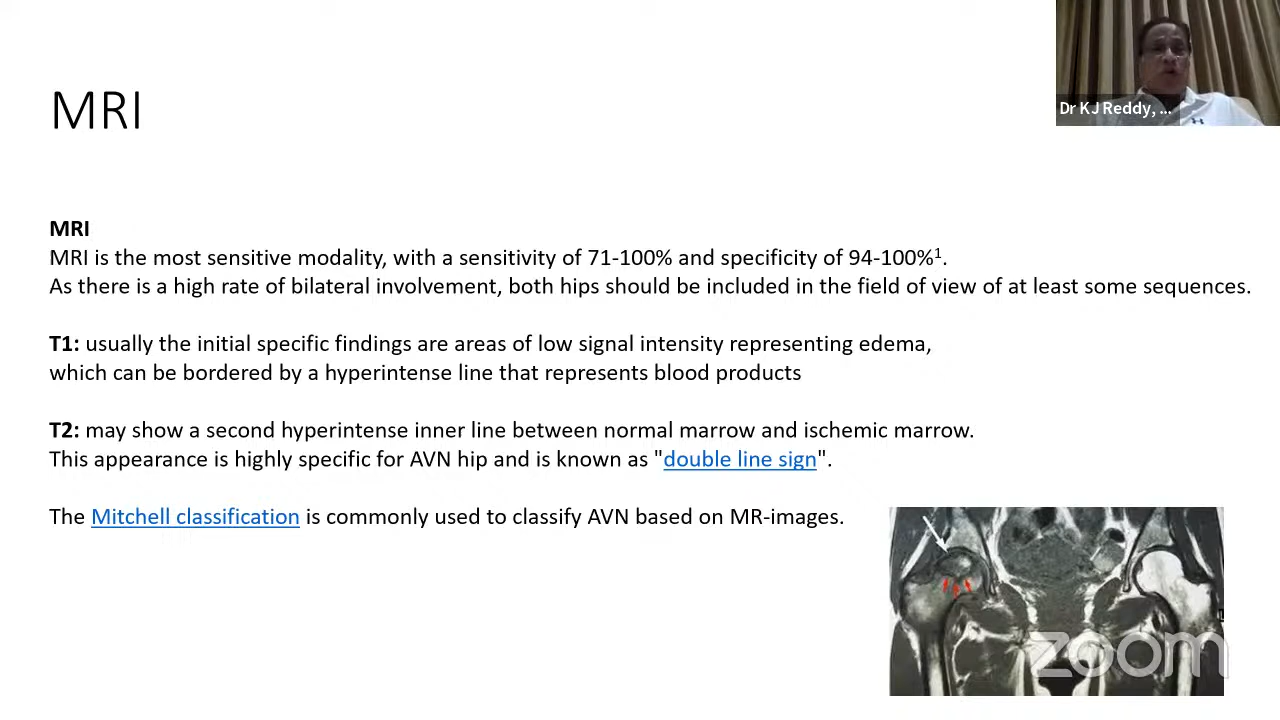 MRI
Dr KJ Reddy, ...
MRI
MRI is the most sensitive modality, with a sensitivity of 71-100% and specificity of 94-100%¹.
As there is a high rate of bilateral involvement, both hips should be included in the field of view of at least some sequences.
T1: usually the initial specific findings are areas of low signal intensity representing edema,
which can be bordered by a hyperintense line that represents blood products
T2: may show a second hyperintense inner line between normal marrow and ischemic marrow.
This appearance is highly specific for AVN hip and is known as "double line sign".
The Mitchell classification is commonly used to classify AVN based on MR-images.
zoom